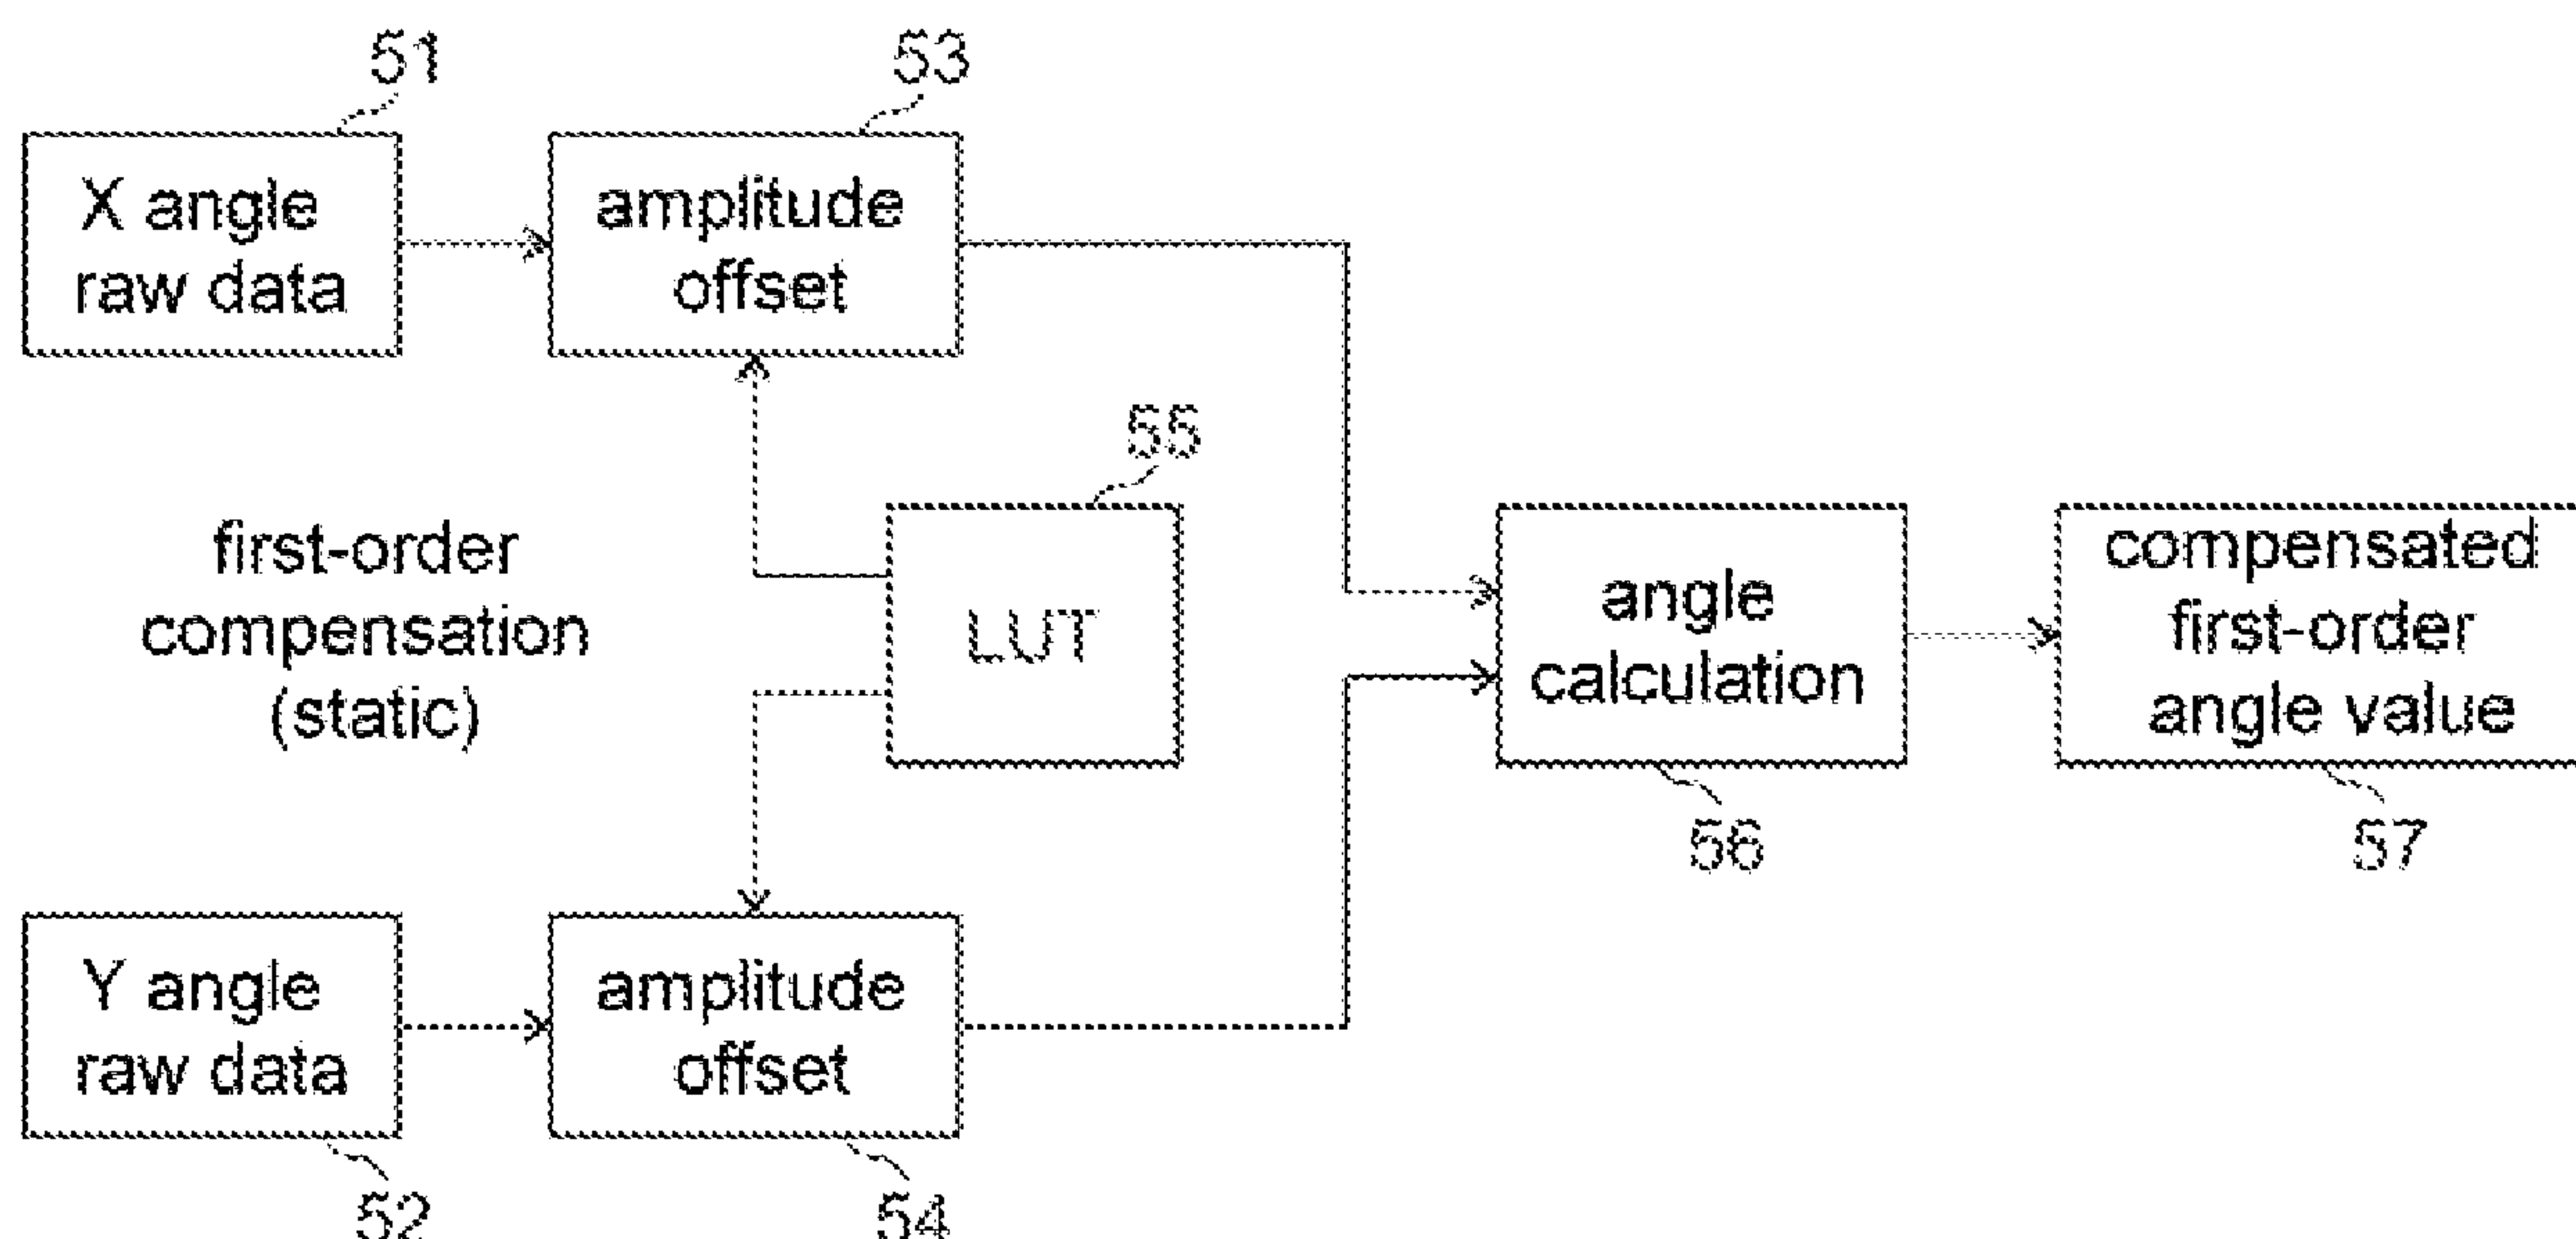 51
53
X angle
raw data
amplitude
offset
55
first-order
compensation
(static)
LUT
angle
calculation
compensated
first-order
angle value
56
57
Y angle
raw data
amplitude
offset
52
54